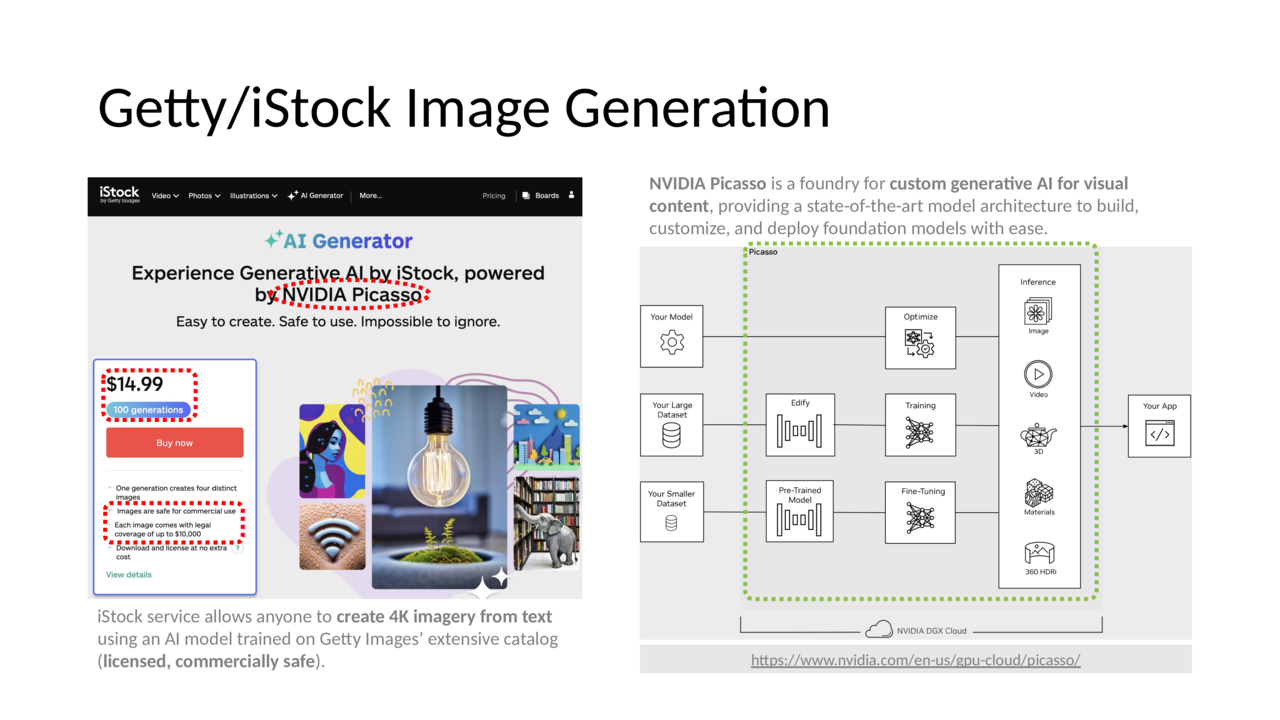 Getty/iStock Image Generation
iStock
by Getty Images
Video
Photos
Illustrations
AI Generator
More...
Pricing
Boards
AI Generator
Experience Generative AI by iStock, powered
by NVIDIA Picasso
Easy to create. Safe to use. Impossible to ignore.
$14.99
100 generations
Buy now
One generation creates four distinct
images
Images are safe for commercial use
Each image comes with legal
coverage of up to $10,000
Download and license at no extra
cost
?
View details
iStock service allows anyone to create 4K imagery from text
using an AI model trained on Getty Images’ extensive catalog
(licensed, commercially safe).
NVIDIA Picasso is a foundry for custom generative AI for visual
content, providing a state-of-the-art model architecture to build,
customize, and deploy foundation models with ease.
Picasso
Your Model
Optimize
Your Large
Dataset
Edify
Training
Your Smaller
Dataset
Pre-Trained
Model
Fine-Tuning
Inference
Image
Video
3D
Materials
360 HDRi
Your App
</>
NVIDIA DGX Cloud
https://www.nvidia.com/en-us/gpu-cloud/picasso/